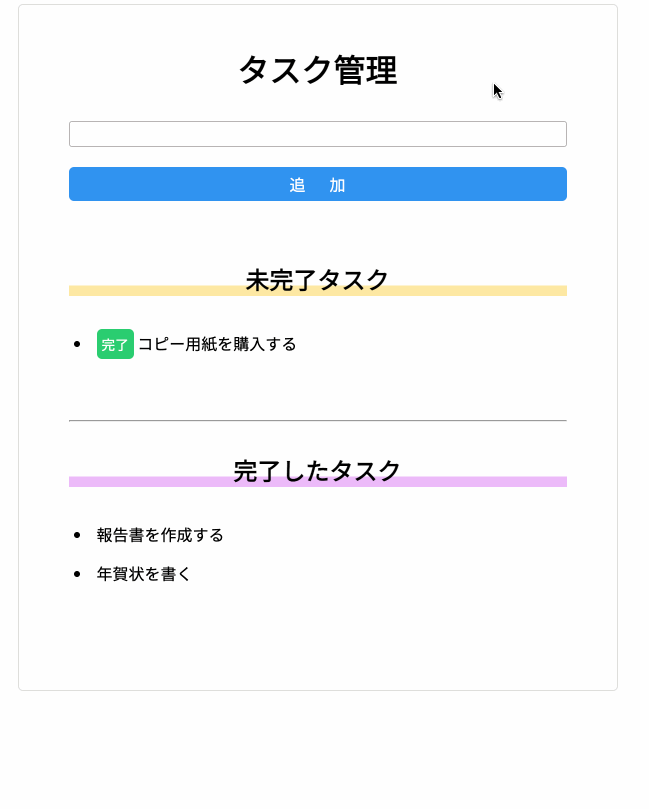 タスク管理
追 加
未完了タスク
完了 コピー用紙を購入する
完了したタスク
報告書を作成する
年賀状を書く